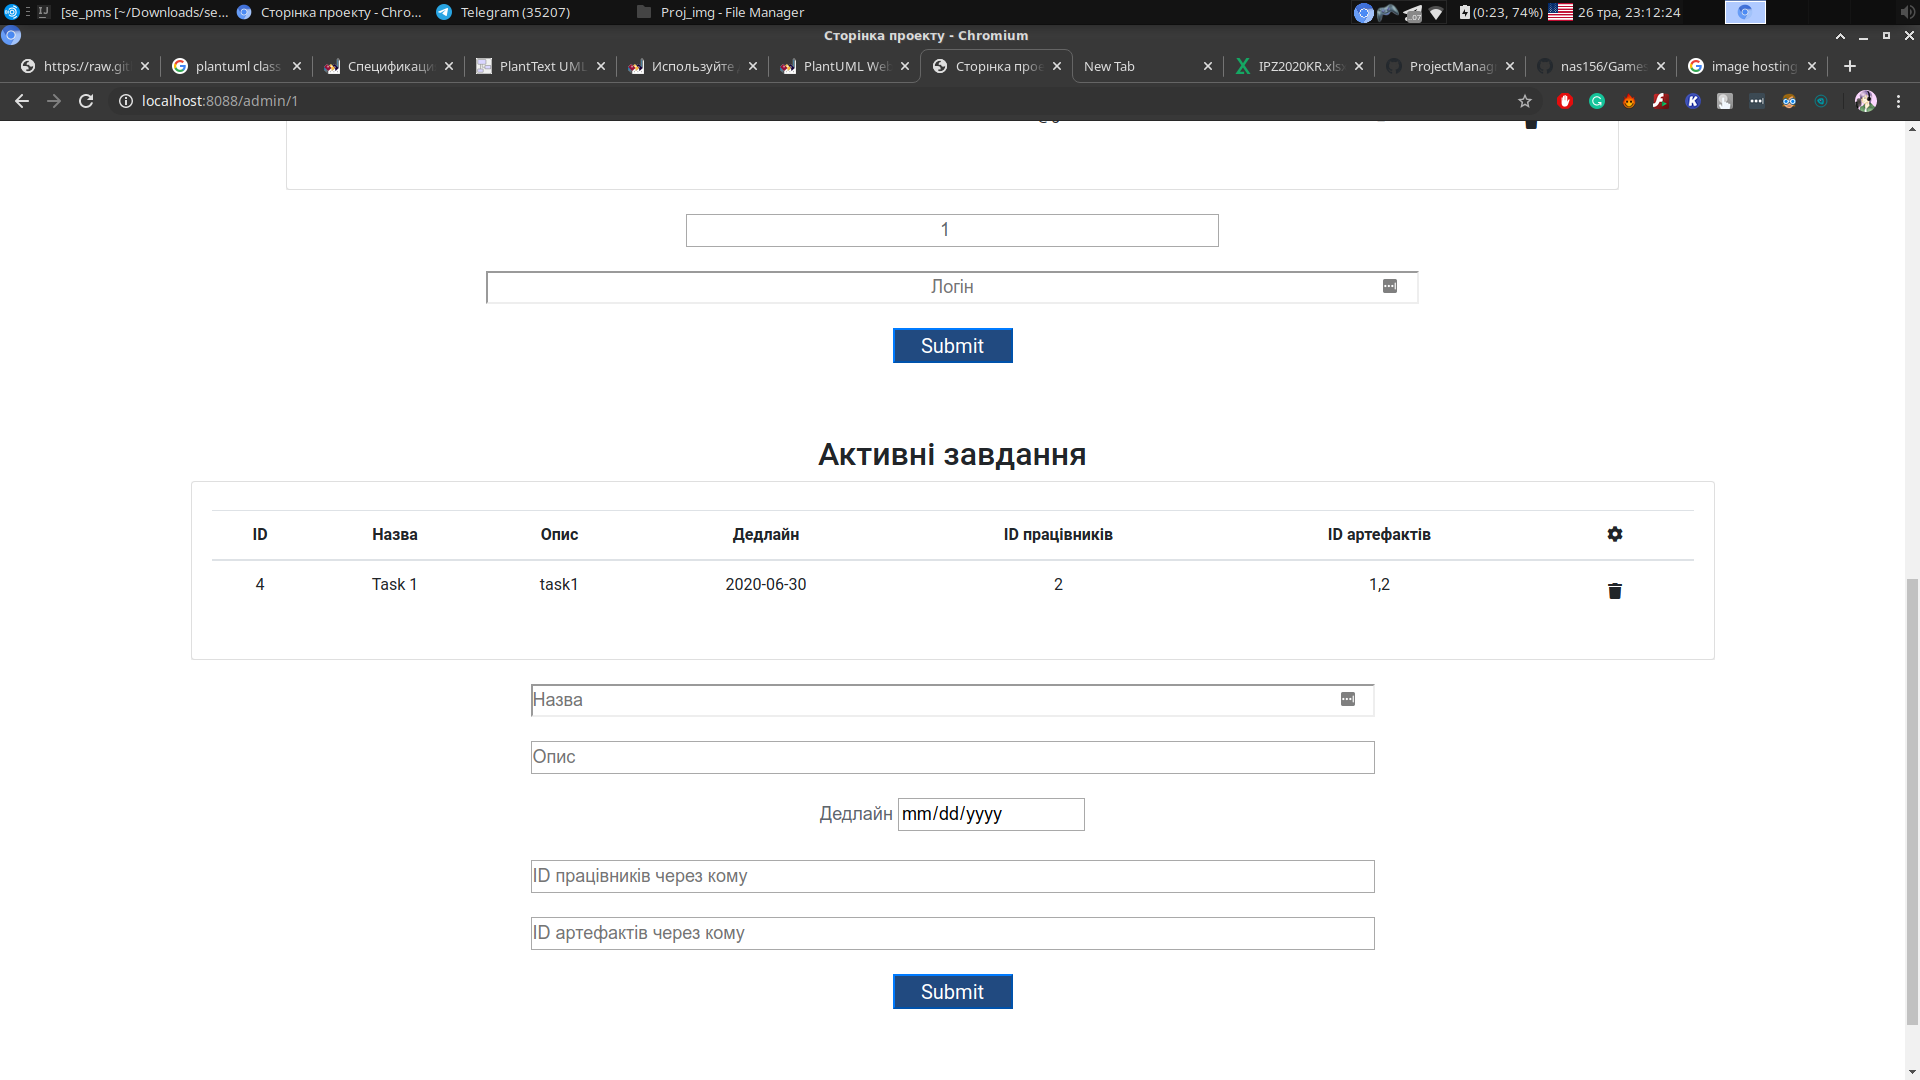 [se_pms [~/Downloads/se... Сторінка проекту - Chro... Telegram (35207) Proj_img - File Manager (0:23, 74%) 26 тра, 23:12:24
Сторінка проекту - Chromium
https://raw.git plantuml class Спецификаци PlantText UML Используйте PlantUML Web Сторінка прое New Tab IPZ2020KR.xls ProjectManag nas156/Games image hosting
localhost:8088/admin/1
1
Логін
Submit
Активні завдання
ID Назва Опис Дедлайн ID працівників ID артефактів
4 Task 1 task1 2020-06-30 2 1,2
Назва
Опис
Дедлайн mm/dd/yyyy
ID працівників через кому
ID артефактів через кому
Submit